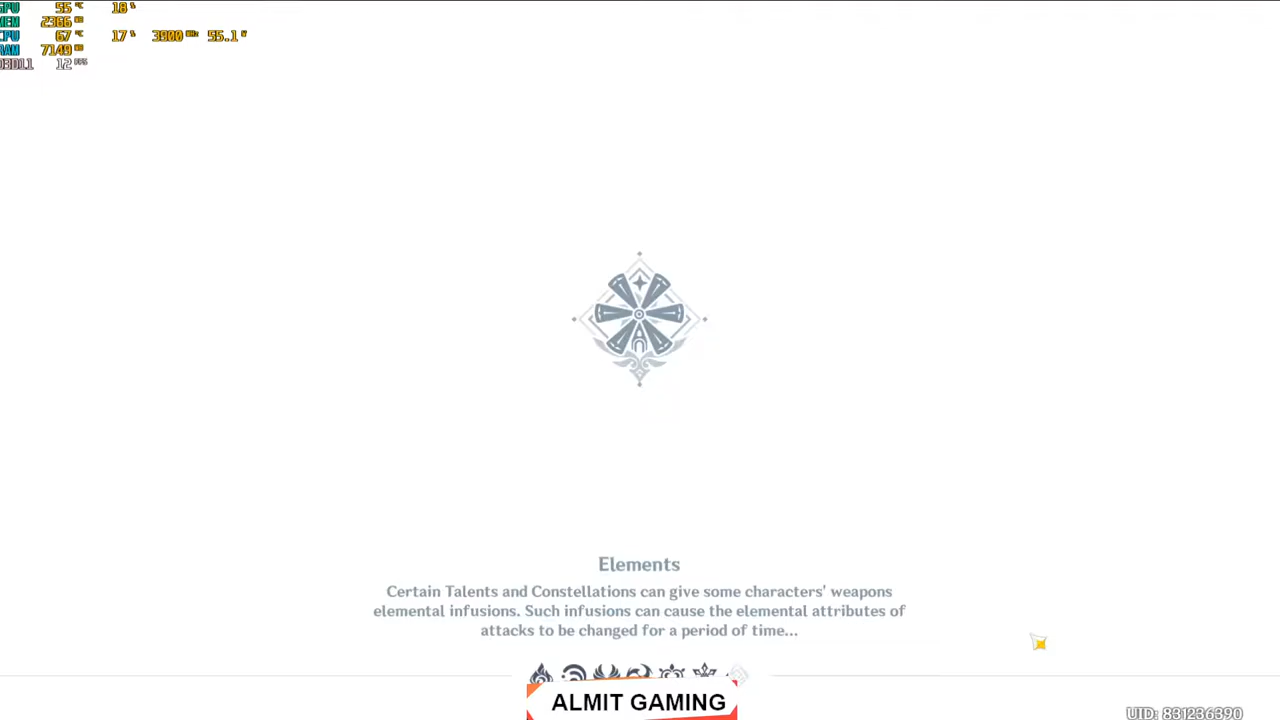 GPU 55 °C 18 %
MEM 2366 MB
CPU 67 °C 17 % 3900 MHz 55.1 W
RAM 7149 MB
D3D11 12 FPS
Elements
Certain Talents and Constellations can give some characters' weapons
elemental infusions. Such infusions can cause the elemental attributes of
attacks to be changed for a period of time...
ALMIT GAMING
UID: 831236390